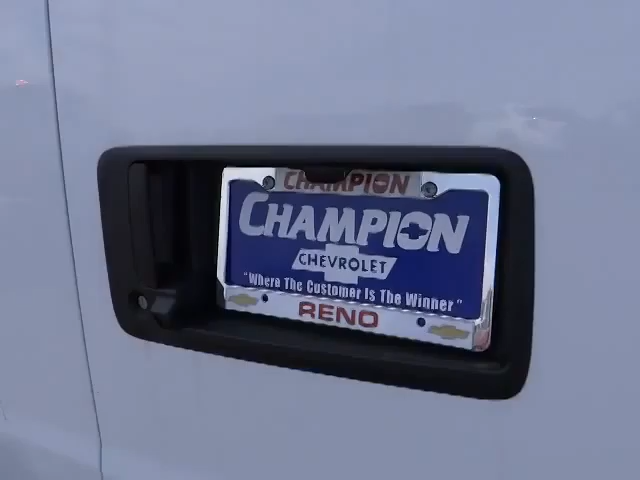 CHAMPION
CHAMPION
CHEVROLET
"Where The Customer Is The Winner"
RENO